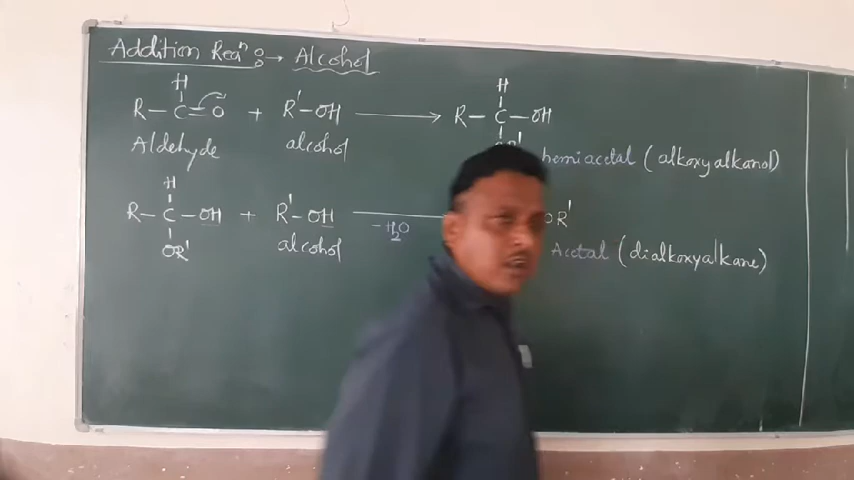 Addition Reaⁿ : → Alcohol
H
R—C=O + R'—OH → R—C—OH
H
Aldehyde alcohol hemiacetal (alkoxyalkanol)
H
R—C—OH + R'—OH OR'
-H₂O
OR' alcohol Acetal (dialkoxyalkane)